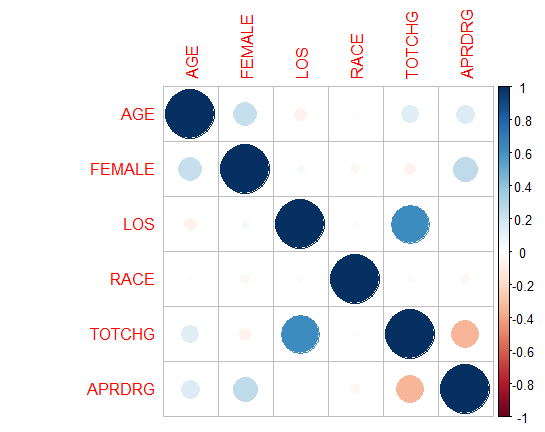 AGE
FEMALE
LOS
RACE
TOTCHG
APRDRG
AGE
FEMALE
LOS
RACE
TOTCHG
APRDRG
1
0.8
0.6
0.4
0.2
0
-0.2
-0.4
-0.6
-0.8
-1